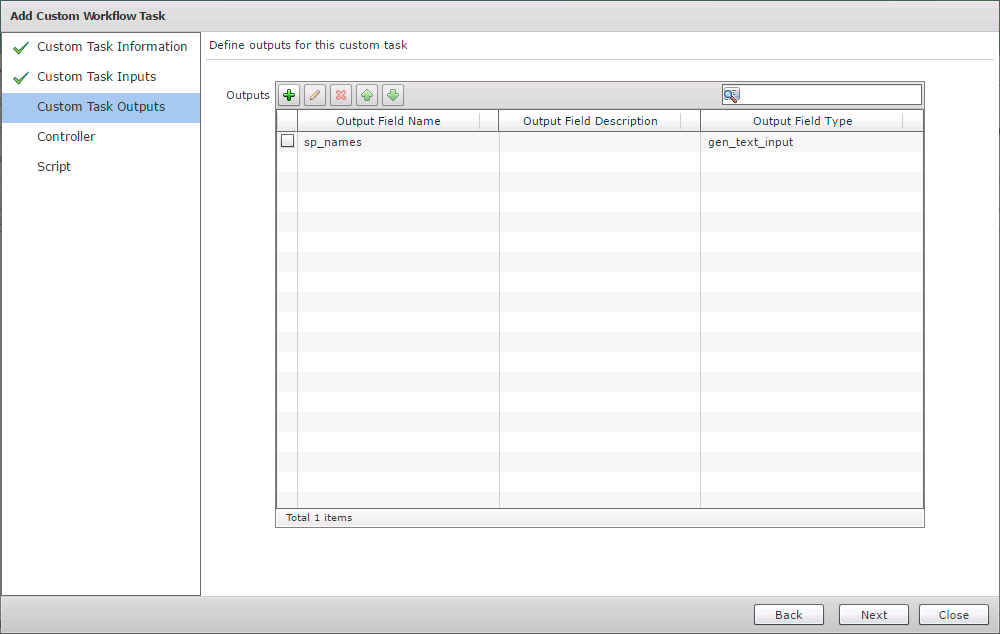 Add Custom Workflow Task
Custom Task Information
Custom Task Inputs
Custom Task Outputs
Controller
Script
Define outputs for this custom task
Outputs
Output Field Name Output Field Description Output Field Type
sp_names gen_text_input
Total 1 items
Back Next Close